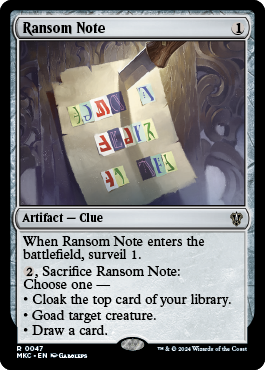 Ransom Note
1
Artifact — Clue
When Ransom Note enters the
battlefield, surveil 1.
2, Sacrifice Ransom Note:
Choose one —
• Cloak the top card of your library.
• Goad target creature.
• Draw a card.
R 0047
MKC • EN Gaboleps
™ & © 2024 Wizards of the Coast